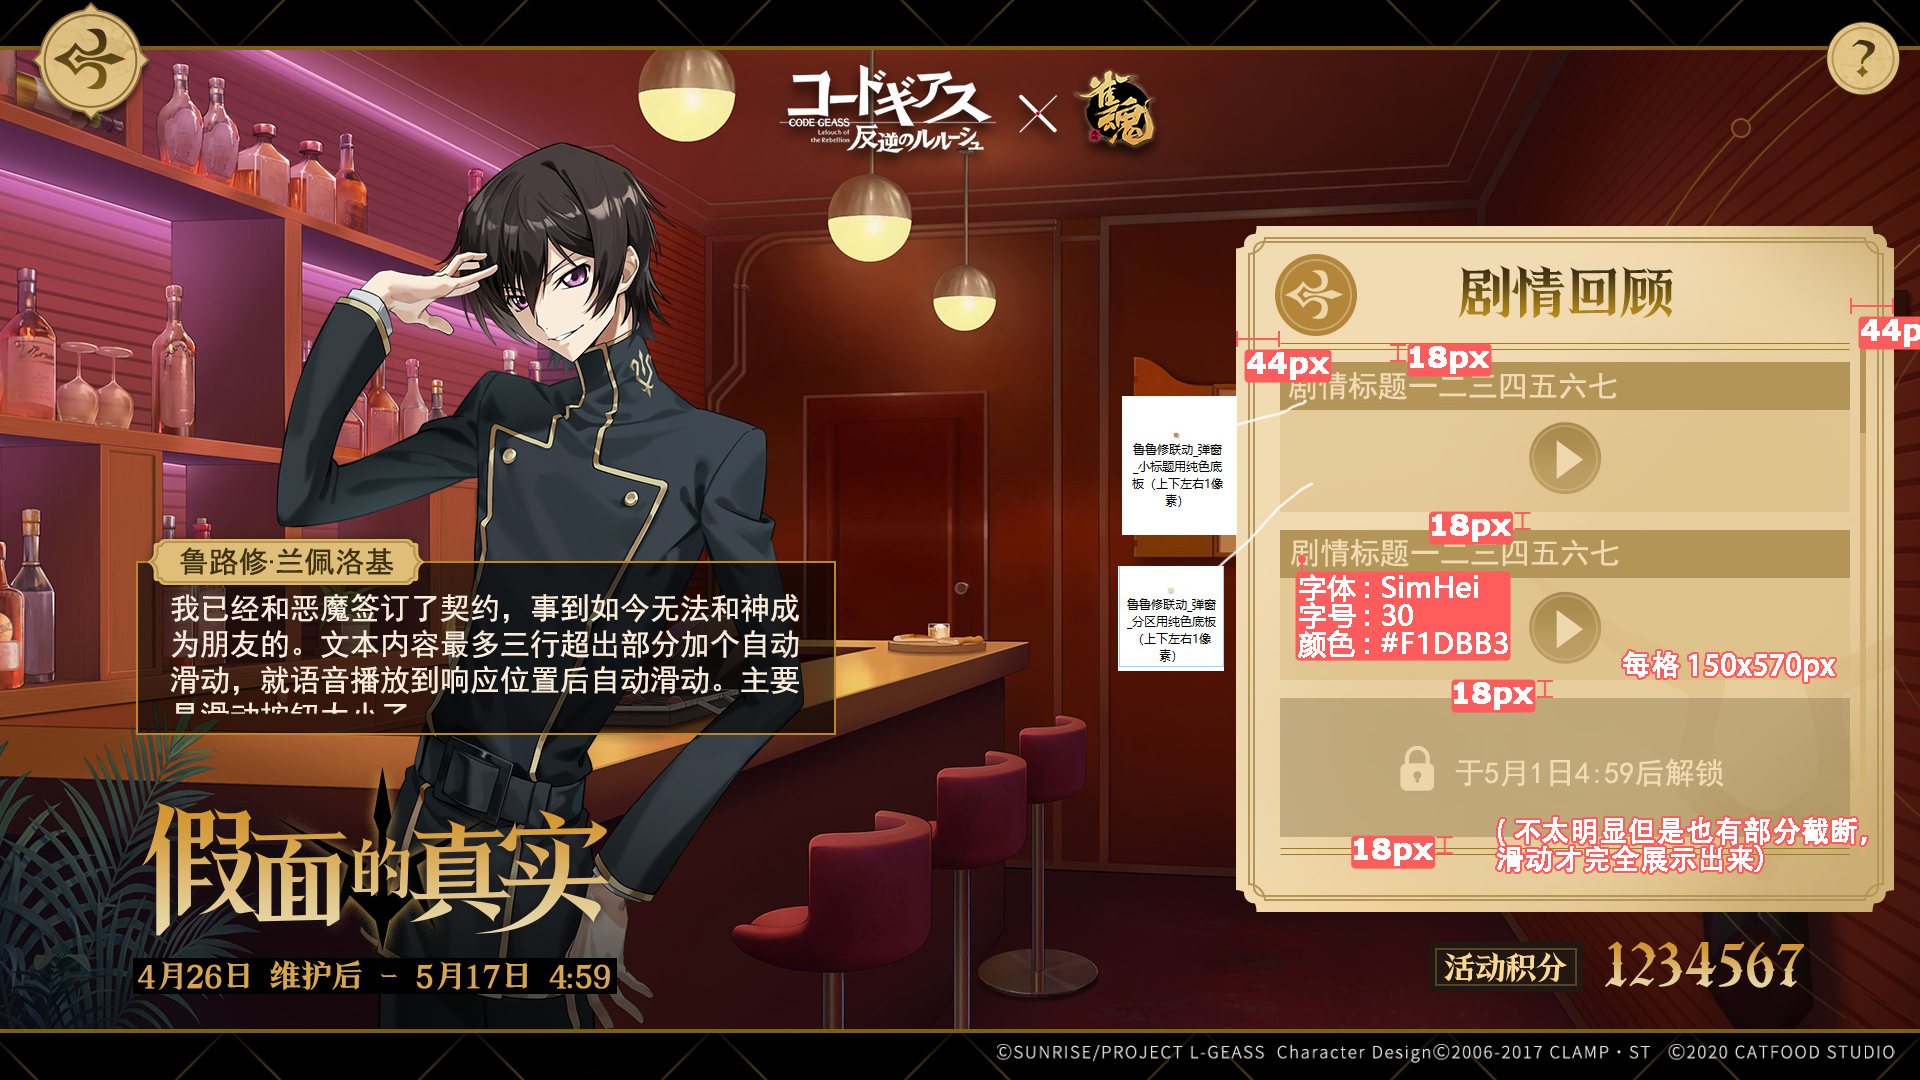 コードギアス
CODE GEASS
Lelouch of
the Rebellion
反逆のルルーシュ
雀魂
?
剧情回顾
44px
44p
18px
剧情标题一二三四五六七
鲁鲁修联动_弹窗
_小标题用纯色底
板（上下左右1像
素）
18px
剧情标题一二三四五六七
字体：SimHei
字号：30
颜色：#F1DBB3
鲁鲁修联动_弹窗
_分区用纯色底板
（上下左右1像
素）
每格 150x570px
18px
于5月1日4:59后解锁
（不太明显但是也有部分截断，
滑动才完全展示出来）
18px
鲁路修·兰佩洛基
我已经和恶魔签订了契约，事到如今无法和神成
为朋友的。文本内容最多三行超出部分加个自动
滑动，就语音播放到响应位置后自动滑动。主要
假面的真实
4月26日 维护后 - 5月17日 4:59
活动积分
1234567
©SUNRISE/PROJECT L-GEASS Character Design©2006-2017 CLAMP・ST ©2020 CATFOOD STUDIO